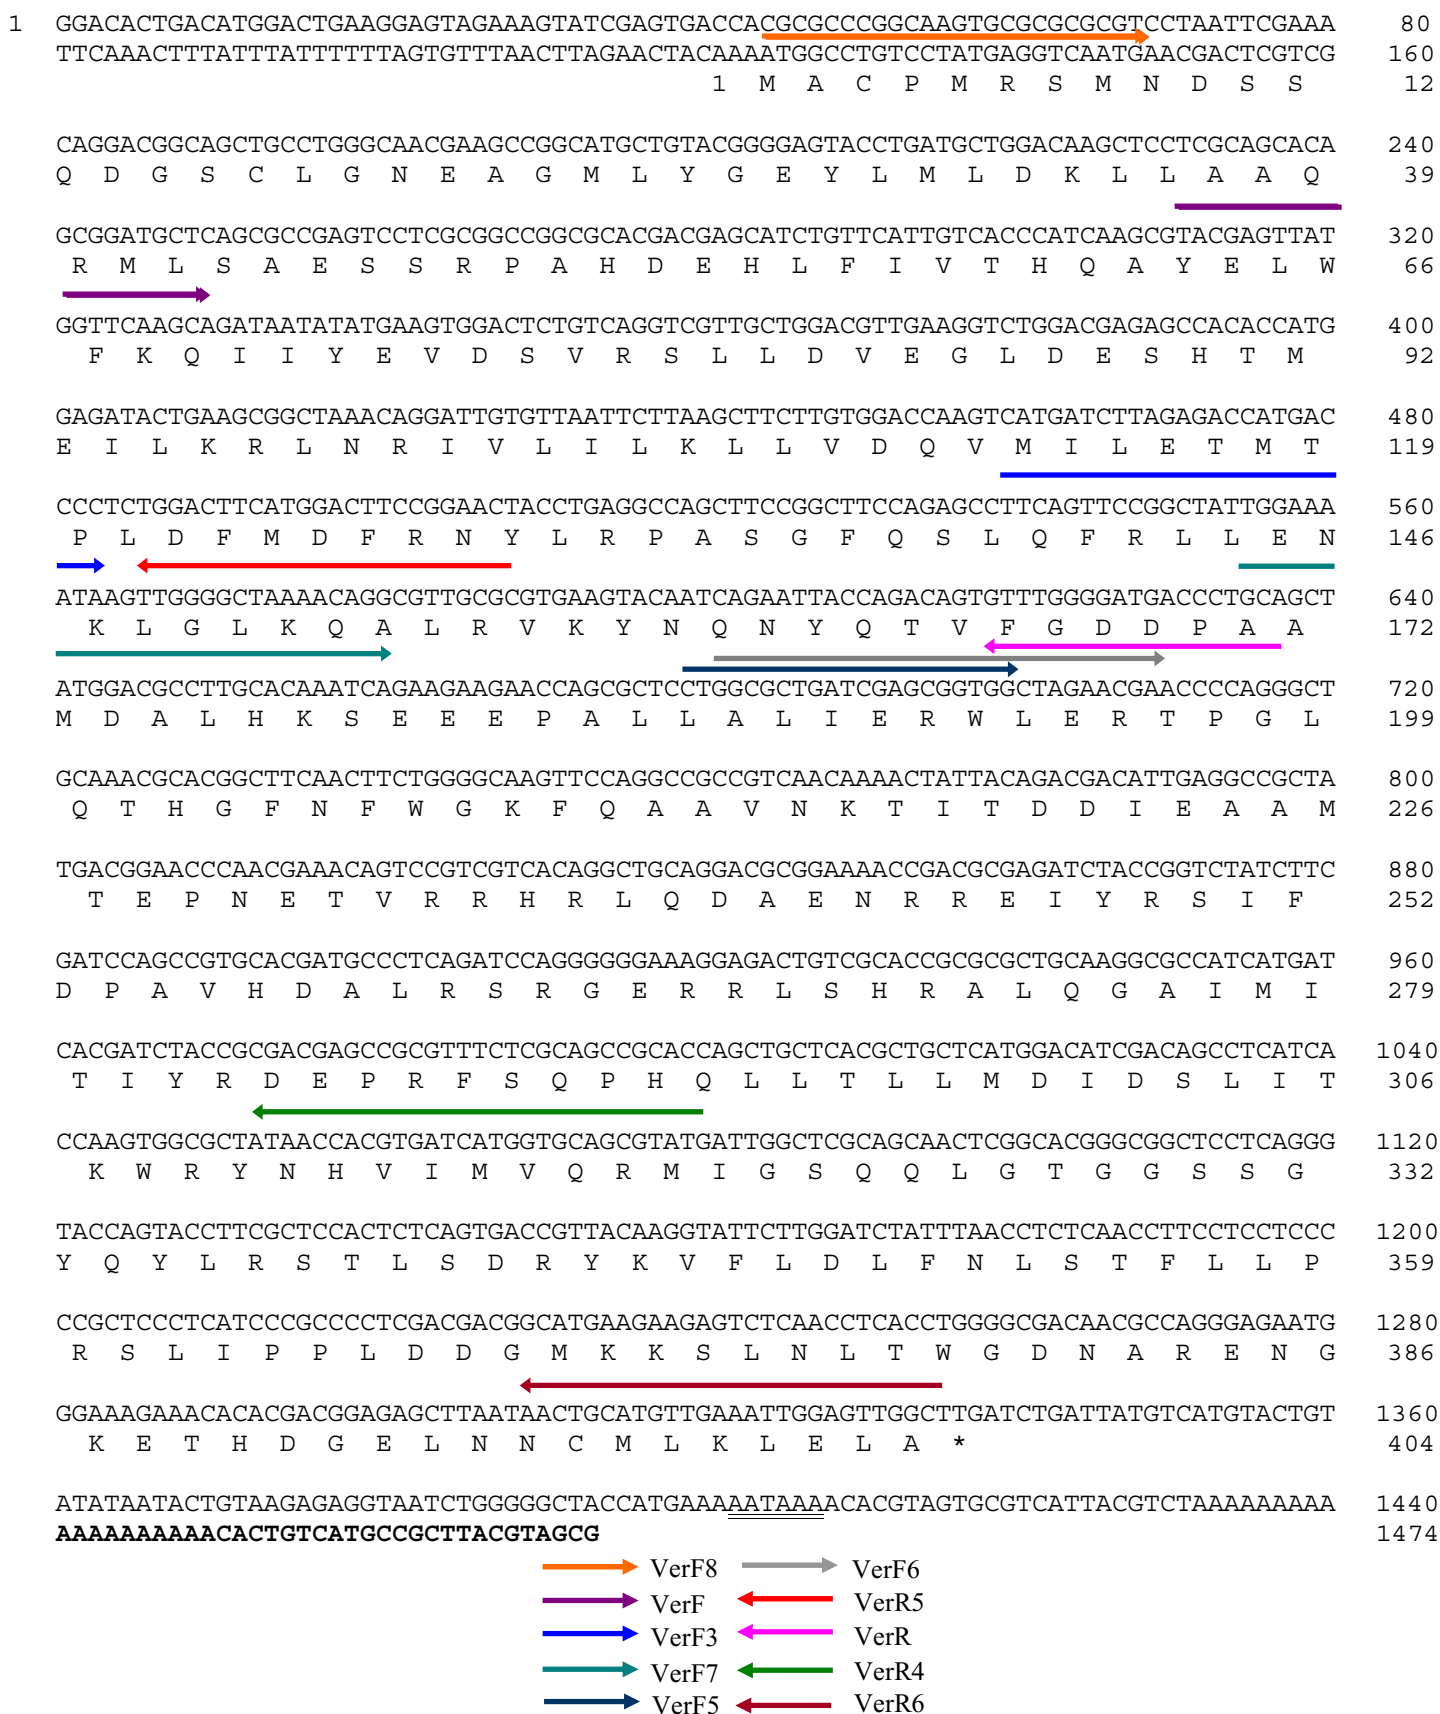 1 GGACACTGACATGGACTGAAGGAGTAGAAAGTATCGAGTGACCACGCGCCCGGCAAGTGCGCGCGCGTCCTAATTCGAAA 80
TTCAAACTTTATTTATTTTTTAGTGTTTAACTTAGAACTACAAAATGGCCTGTCCTATGAGGTCAATGAACGACTCGTCG 160
1 M A C P M R S M N D S S 12
CAGGACGGCAGCTGCCTGGGCAACGAAGCCGGCATGCTGTACGGGGAGTACCTGATGCTGGACAAGCTCCTCGCAGCACA 240
Q D G S C L G N E A G M L Y G E Y L M L D K L L A A Q 39
GCGGATGCTCAGCGCCGAGTCCTCGCGGCCGGCGCACGACGAGCATCTGTTCATTGTCACCCATCAAGCGTACGAGTTAT 320
R M L S A E S S R P A H D E H L F I V T H Q A Y E L W 66
GGTTCAAGCAGATAATATATGAAGTGGACTCTGTCAGGTCGTTGCTGGACGTTGAAGGTCTGGACGAGAGCCACACCATG 400
F K Q I I Y E V D S V R S L L D V E G L D E S H T M 92
GAGATACTGAAGCGGCTAAACAGGATTGTGTTAATTCTTAAGCTTCTTGTGGACCAAGTCATGATCTTAGAGACCATGAC 480
E I L K R L N R I V L I L K L L V D Q V M I L E T M T 119
CCCTCTGGACTTCATGGACTTCCGGAACTACCTGAGGCCAGCTTCCGGCTTCCAGAGCCTTCAGTTCCGGCTATTGGAAA 560
P L D F M D F R N Y L R P A S G F Q S L Q F R L L E N 146
ATAAGTTGGGGCTAAAACAGGCGTTGCGCGTGAAGTACAATCAGAATTACCAGACAGTGTTTGGGGATGACCCTGCAGCT 640
K L G L K Q A L R V K Y N Q N Y Q T V F G D D P A A 172
ATGGACGCCTTGCACAAATCAGAAGAAGAACCAGCGCTCCTGGCGCTGATCGAGCGGTGGCTAGAACGAACCCCAGGGCT 720
M D A L H K S E E E P A L L A L I E R W L E R T P G L 199
GCAAACGCACGGCTTCAACTTCTGGGGCAAGTTCCAGGCCGCCGTCAACAAAACTATTACAGACGACATTGAGGCCGCTA 800
Q T H G F N F W G K F Q A A V N K T I T D D I E A A M 226
TGACGGAACCCAACGAAACAGTCCGTCGTCACAGGCTGCAGGACGCGGAAAACCGACGCGAGATCTACCGGTCTATCTTC 880
T E P N E T V R R H R L Q D A E N R R E I Y R S I F 252
GATCCAGCCGTGCACGATGCCCTCAGATCCAGGGGGGAAAGGAGACTGTCGCACCGCGCGCTGCAAGGCGCCATCATGAT 960
D P A V H D A L R S R G E R R L S H R A L Q G A I M I 279
CACGATCTACCGCGACGAGCCGCGTTTCTCGCAGCCGCACCAGCTGCTCACGCTGCTCATGGACATCGACAGCCTCATCA 1040
T I Y R D E P R F S Q P H Q L L T L L M D I D S L I T 306
CCAAGTGGCGCTATAACCACGTGATCATGGTGCAGCGTATGATTGGCTCGCAGCAACTCGGCACGGGCGGCTCCTCAGGG 1120
K W R Y N H V I M V Q R M I G S Q Q L G T G G S S G 332
TACCAGTACCTTCGCTCCACTCTCAGTGACCGTTACAAGGTATTCTTGGATCTATTTAACCTCTCAACCTTCCTCCTCCC 1200
Y Q Y L R S T L S D R Y K V F L D L F N L S T F L L P 359
CCGCTCCCTCATCCCGCCCCTCGACGACGGCATGAAGAAGAGTCTCAACCTCACCTGGGGCGACAACGCCAGGGAGAATG 1280
R S L I P P L D D G M K K S L N L T W G D N A R E N G 386
GGAAAGAAACACACGACGGAGAGCTTAATAACTGCATGTTGAAATTGGAGTTGGCTTGATCTGATTATGTCATGTACTGT 1360
K E T H D G E L N N C M L K L E L A * 404
ATATAATACTGTAAGAGAGGTAATCTGGGGGCTACCATGAAAAATAAAACACGTAGTGCGTCATTACGTCTAAAAAAAAA 1440
AAAAAAAAAACACTGTCATGCCGCTTACGTAGCG 1474
VerF8 VerF6
VerF VerR5
VerF3 VerR
VerF7 VerR4
VerF5 VerR6